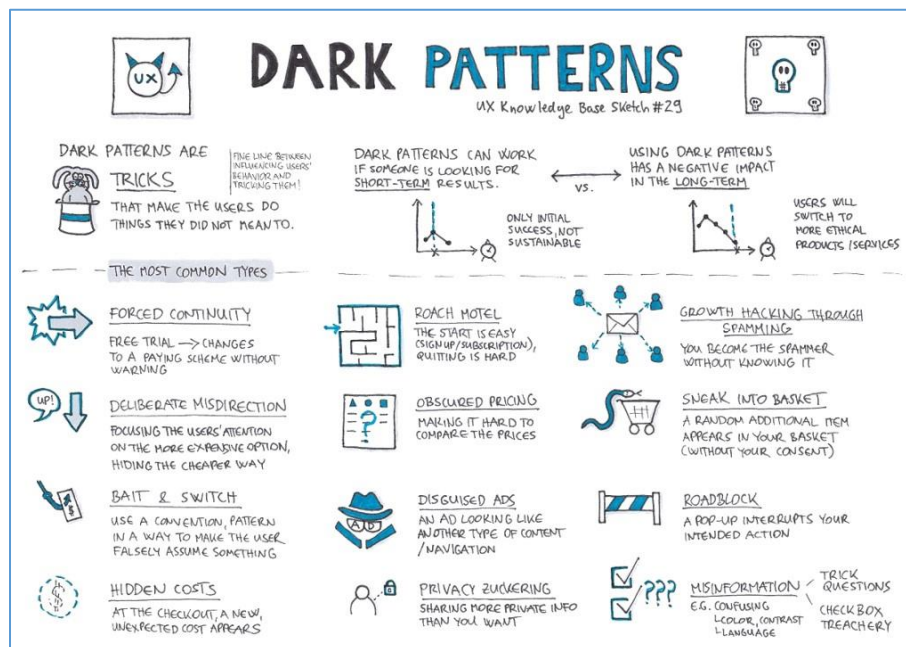 UX
DARK PATTERNS
UX Knowledge Base Sketch #29
DARK PATTERNS ARE
TRICKS
THAT MAKE THE USERS DO
THINGS THEY DID NOT MEAN TO.
FINE LINE BETWEEN
INFLUENCING USERS'
BEHAVIOR AND
TRICKING THEM!
DARK PATTERNS CAN WORK
IF SOMEONE IS LOOKING FOR
SHORT-TERM RESULTS.
ONLY INITIAL
SUCCESS, NOT
SUSTAINABLE
VS.
USING DARK PATTERNS
HAS A NEGATIVE IMPACT
IN THE LONG-TERM
USERS WILL
SWITCH TO
MORE ETHICAL
PRODUCTS/SERVICES
THE MOST COMMON TYPES
FORCED CONTINUITY
FREE TRIAL → CHANGES
TO A PAYING SCHEME WITHOUT
WARNING
ROACH MOTEL
THE START IS EASY
(SIGNUP/SUBSCRIPTION),
QUITTING IS HARD
GROWTH HACKING THROUGH
SPAMMING
YOU BECOME THE SPAMMER
WITHOUT KNOWING IT
UP!
DELIBERATE MISDIRECTION
FOCUSING THE USERS' ATTENTION
ON THE MORE EXPENSIVE OPTION,
HIDING THE CHEAPER WAY
?
OBSCURED PRICING
MAKING IT HARD TO
COMPARE THE PRICES
SNEAK INTO BASKET
A RANDOM ADDITIONAL ITEM
APPEARS IN YOUR BASKET
(WITHOUT YOUR CONSENT)
$
BAIT & SWITCH
USE A CONVENTION, PATTERN
IN A WAY TO MAKE THE USER
FALSELY ASSUME SOMETHING
AD
DISGUISED ADS
AN AD LOOKING LIKE
ANOTHER TYPE OF CONTENT
/NAVIGATION
ROADBLOCK
A POP-UP INTERRUPTS YOUR
INTENDED ACTION
$
HIDDEN COSTS
AT THE CHECKOUT, A NEW,
UNEXPECTED COST APPEARS
PRIVACY ZUCKERING
SHARING MORE PRIVATE INFO
THAN YOU WANT
???
MISINFORMATION
E.G. CONFUSING
COLOR, CONTRAST
LANGUAGE
TRICK
QUESTIONS
CHECKBOX
TREACHERY